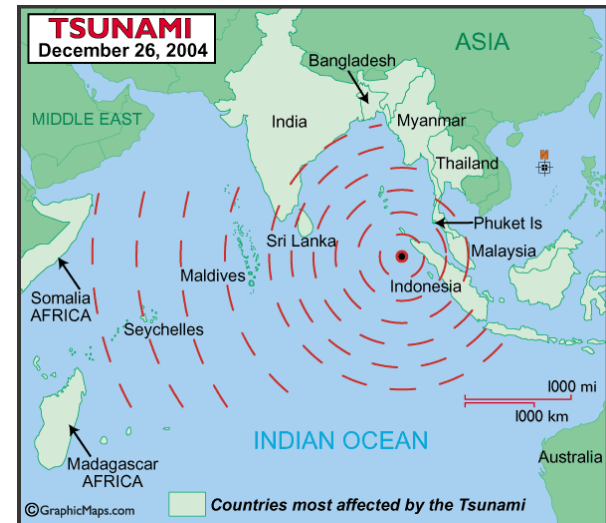 TSUNAMI
December 26, 2004
ASIA
Bangladesh
MIDDLE EAST
India
Myanmar
N
Thailand
Phuket Is
Sri Lanka
Malaysia
Maldives
Indonesia
Somalia
AFRICA
Seychelles
1000 mi
1000 km
INDIAN OCEAN
Australia
Madagascar
AFRICA
©GraphicMaps.com
Countries most affected by the Tsunami